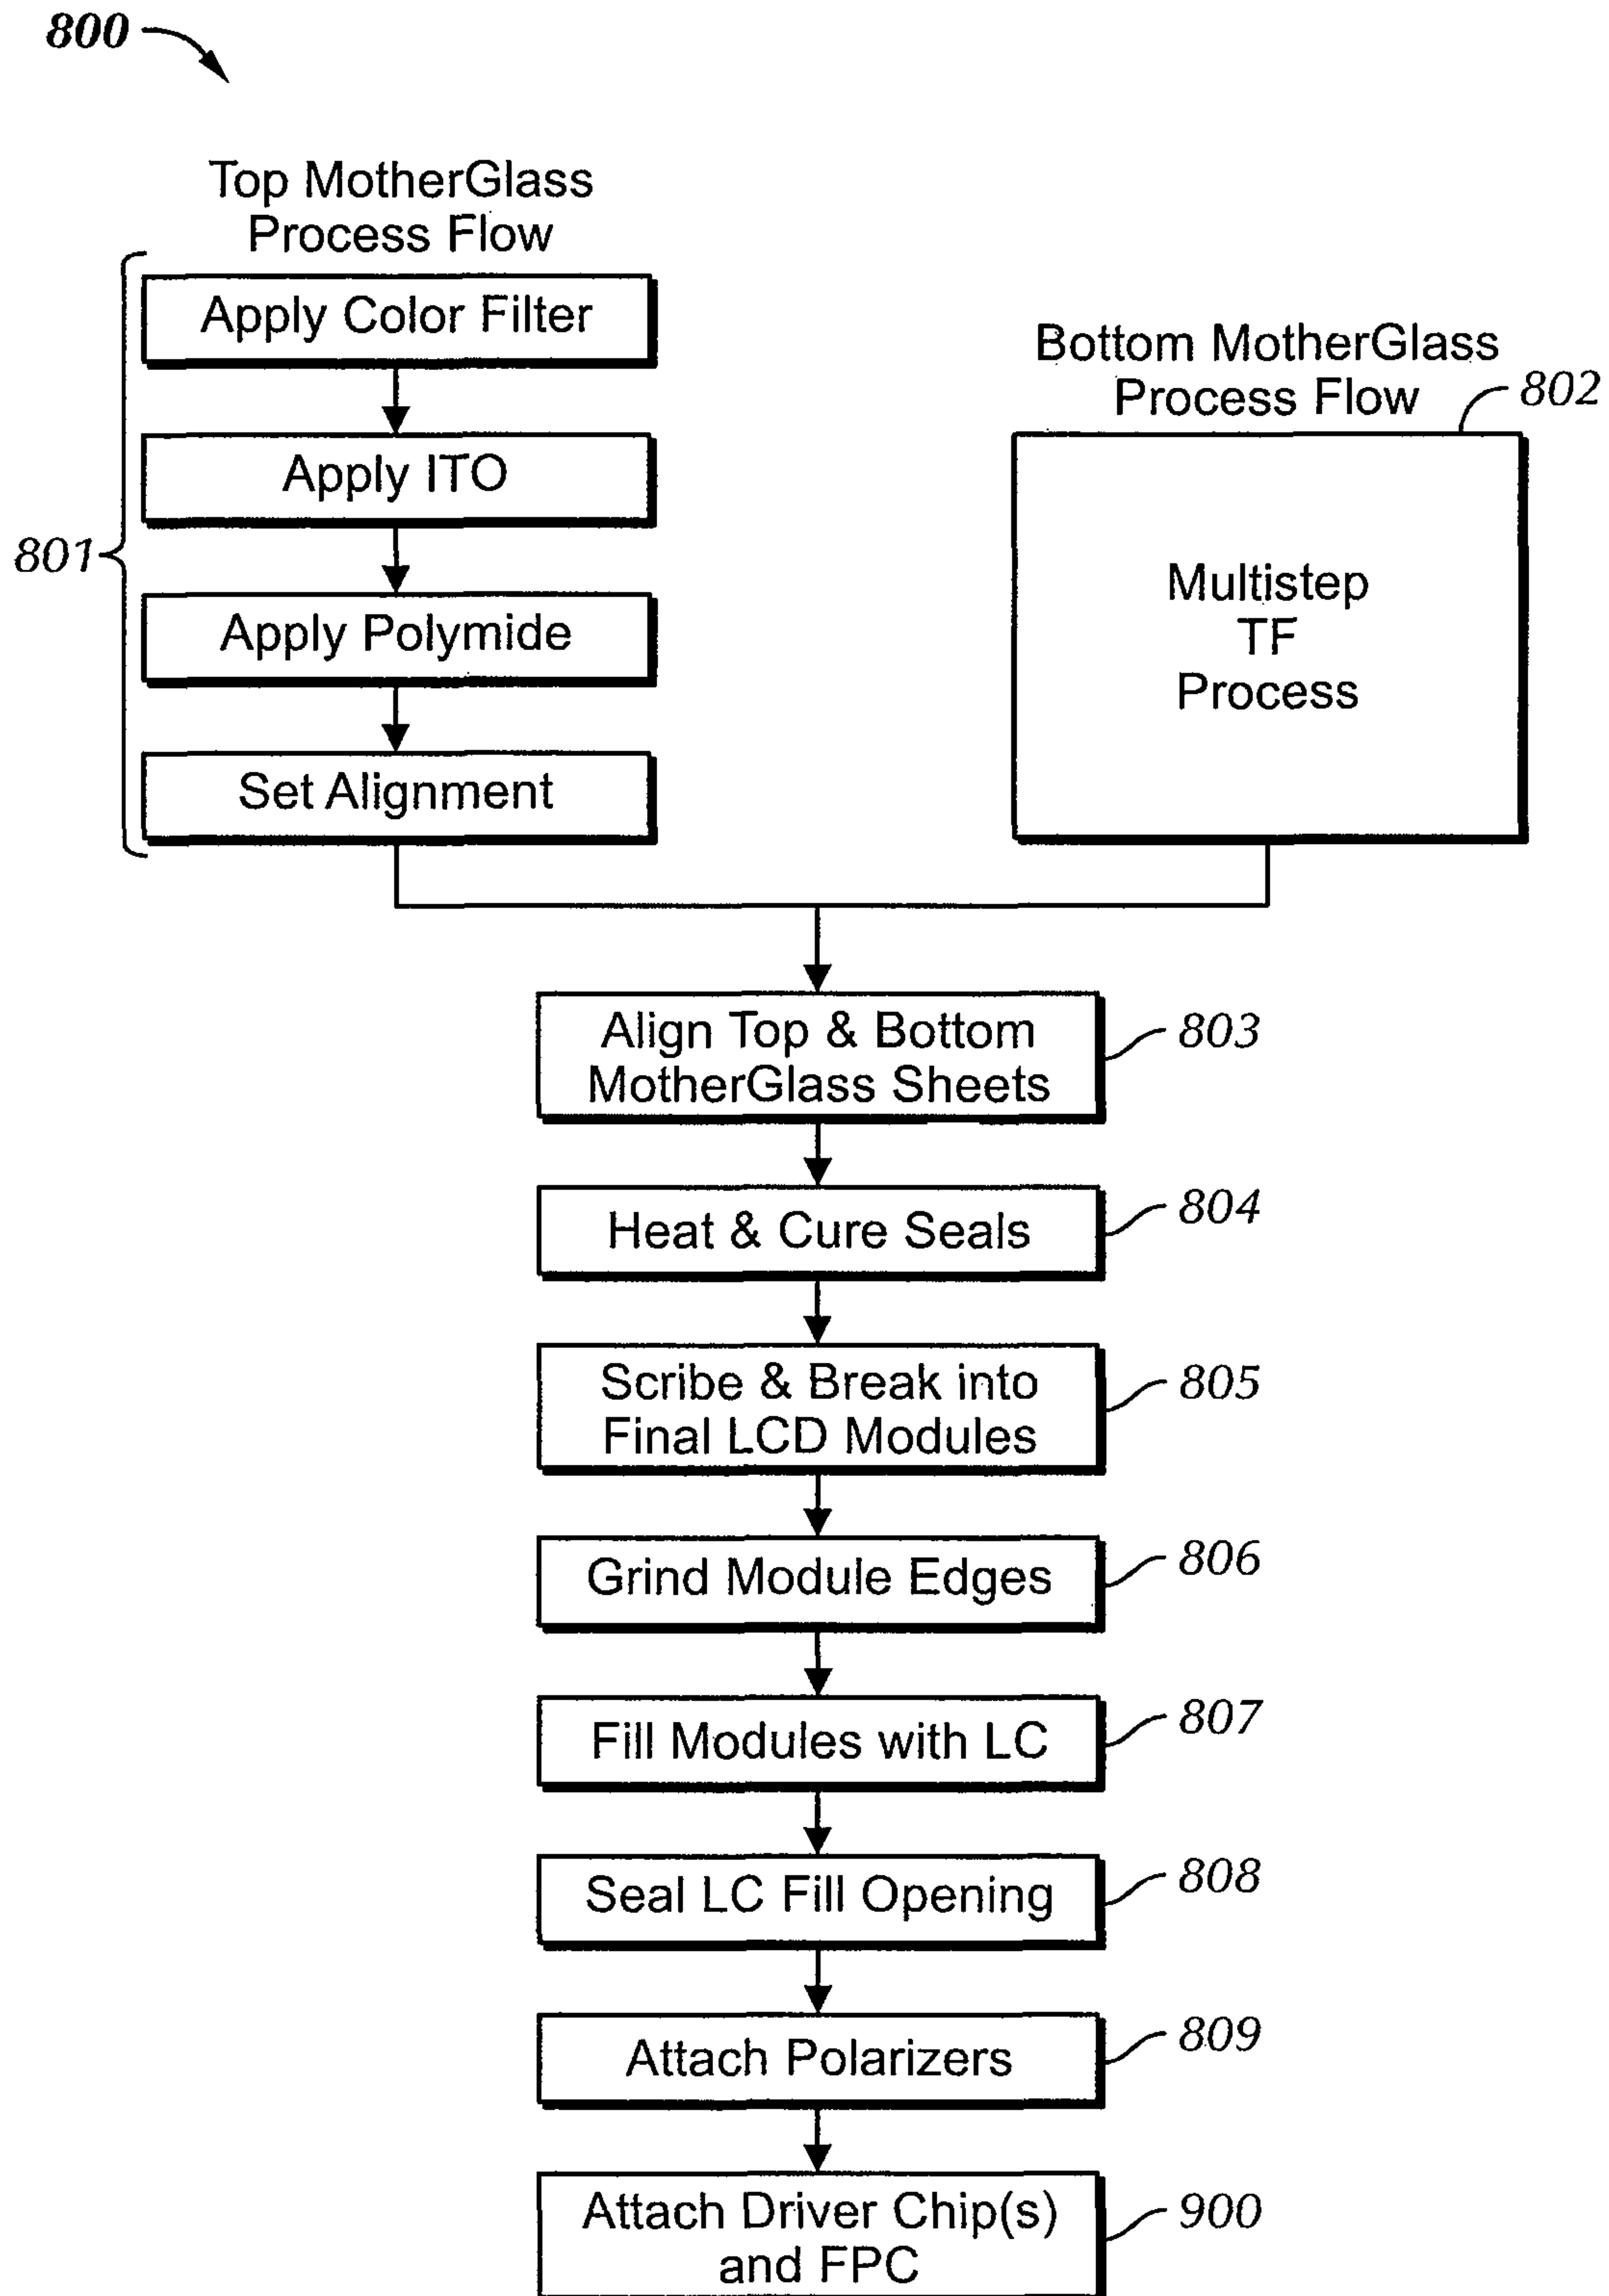 800
Top MotherGlass
Process Flow
Apply Color Filter
Apply ITO
801
Apply Polymide
Set Alignment
Bottom MotherGlass
Process Flow
802
Multistep
TF
Process
Align Top & Bottom
MotherGlass Sheets
803
Heat & Cure Seals
804
Scribe & Break into
Final LCD Modules
805
Grind Module Edges
806
Fill Modules with LC
807
Seal LC Fill Opening
808
Attach Polarizers
809
Attach Driver Chip(s)
and FPC
900